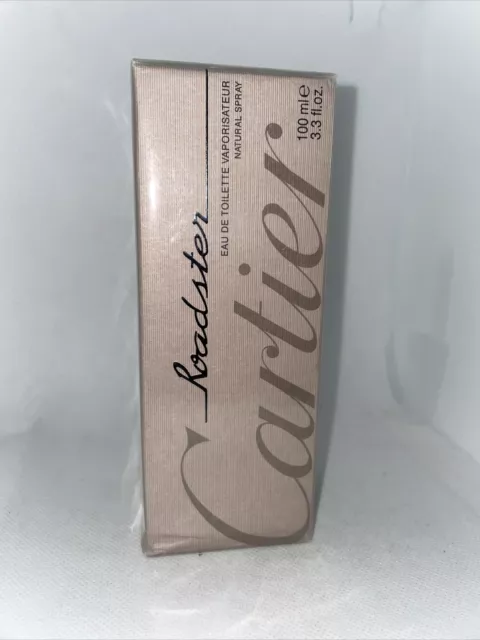 Roadster
EAU DE TOILETTE VAPORISATEUR
NATURAL SPRAY
100 ml e
3.3 fl.oz.
Cartier